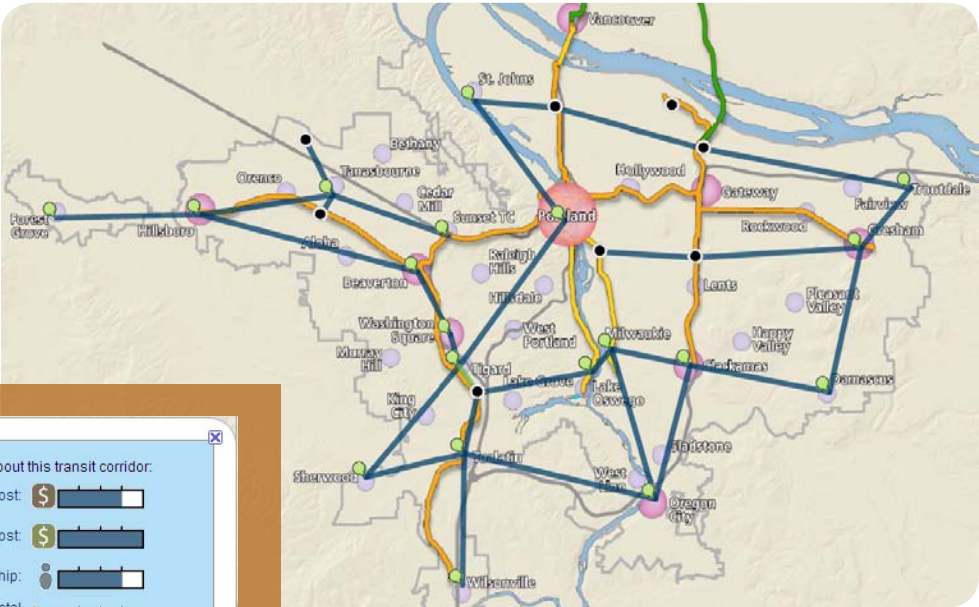 Vancouver
St. Johns
Bethany
Hollywood
Tanasbourne
Orenco
Gateway
Troutdale
Cedar
Mill
Fairview
Forest
Grove
Hillsboro
Sunset TC
Portland
Rockwood
Gresham
Aloha
Raleigh
Hills
Beaverton
Lents
Hillsdale
Pleasant
Valley
Washington
Square
West
Portland
Milwaukie
Happy
Valley
Murray
Hill
Tigard
Lake Grove
Clackamas
Damascus
King
City
Lake
Oswego
Gladstone
Tualatin
Sherwood
West
Linn
Oregon
City
Wilsonville
bout this transit corridor:
ost:
$
ost:
$
hip: